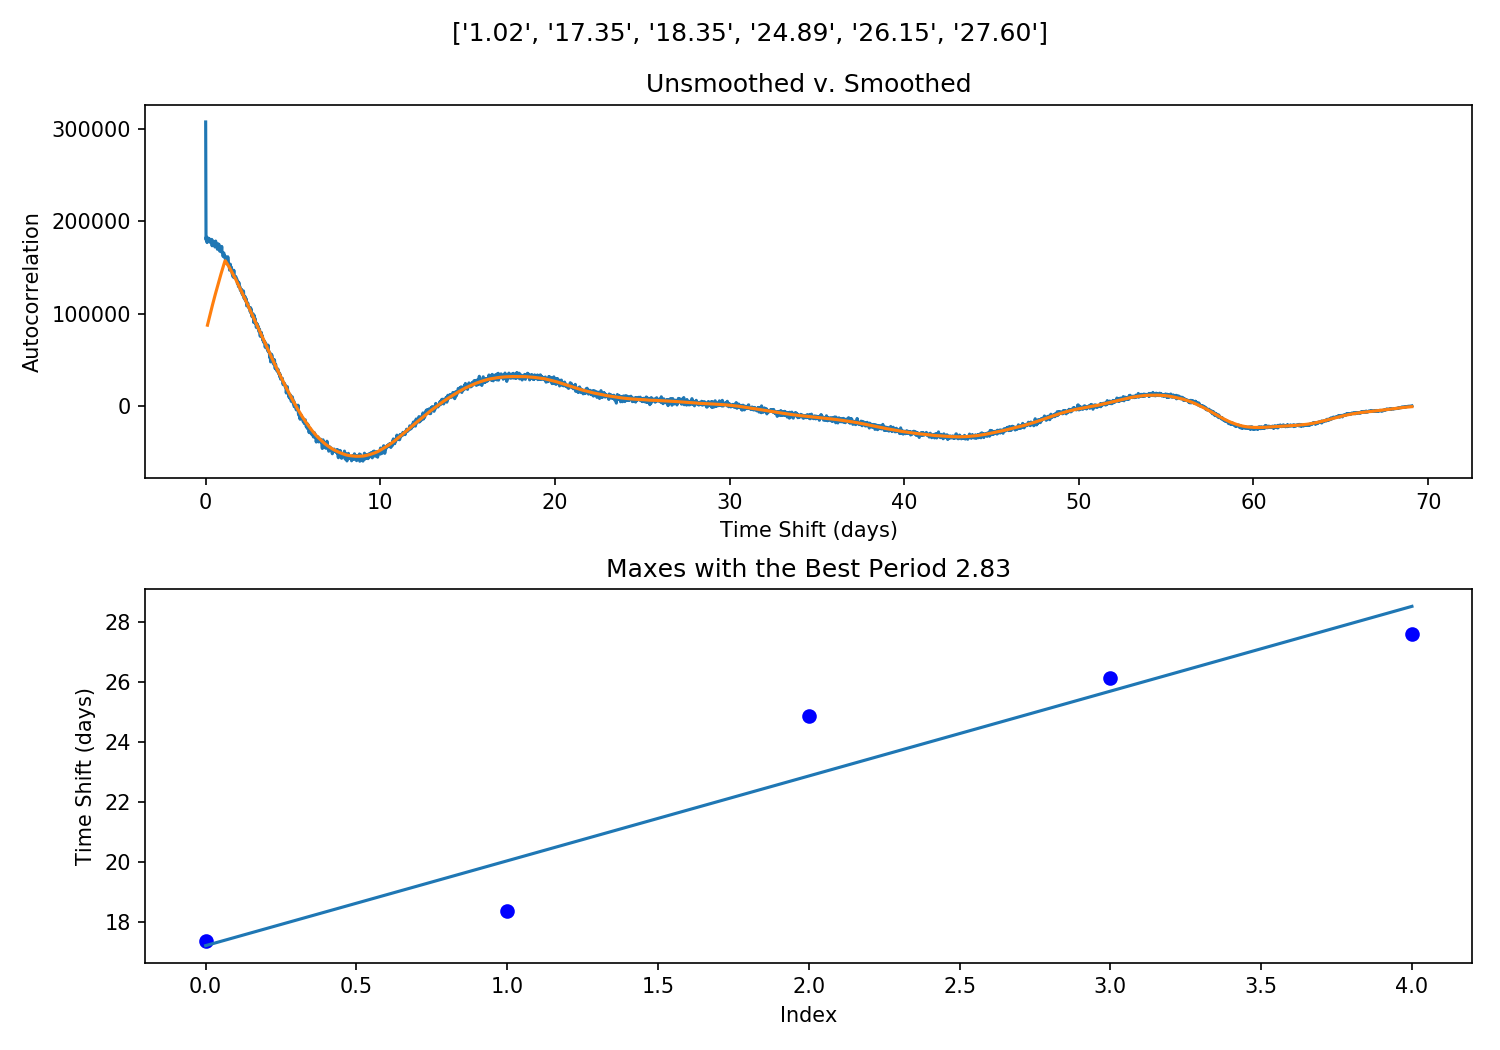 ['1.02', '17.35', '18.35', '24.89', '26.15', '27.60']
Unsmoothed v. Smoothed
300000
200000
100000
0
Autocorrelation
0 10 20 30 40 50 60 70
Time Shift (days)
Maxes with the Best Period 2.83
28
26
24
22
20
18
Time Shift (days)
0.0 0.5 1.0 1.5 2.0 2.5 3.0 3.5 4.0
Index